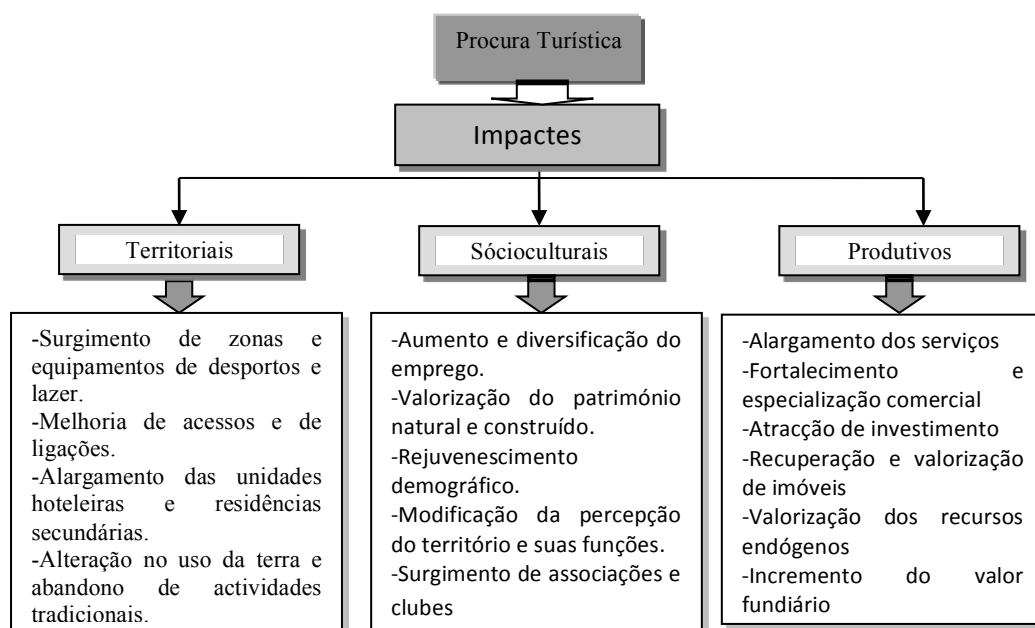 Procura Turística
Impactes
Territoriais
Sócioculturais
Produtivos
-Surgimento de zonas e
equipamentos de desportos e
lazer.
-Melhoria de acessos e de
ligações.
-Alargamento das unidades
hoteleiras e residências
secundárias.
-Alteração no uso da terra e
abandono de actividades
tradicionais.
-Aumento e diversificação do
emprego.
-Valorização do património
natural e construído.
-Rejuvenescimento
demográfico.
-Modificação da percepção
do território e suas funções.
-Surgimento de associações e
clubes
-Alargamento dos serviços
-Fortalecimento e
especialização comercial
-Atracção de investimento
-Recuperação e valorização
de imóveis
-Valorização dos recursos
endógenos
-Incremento do valor
fundiário